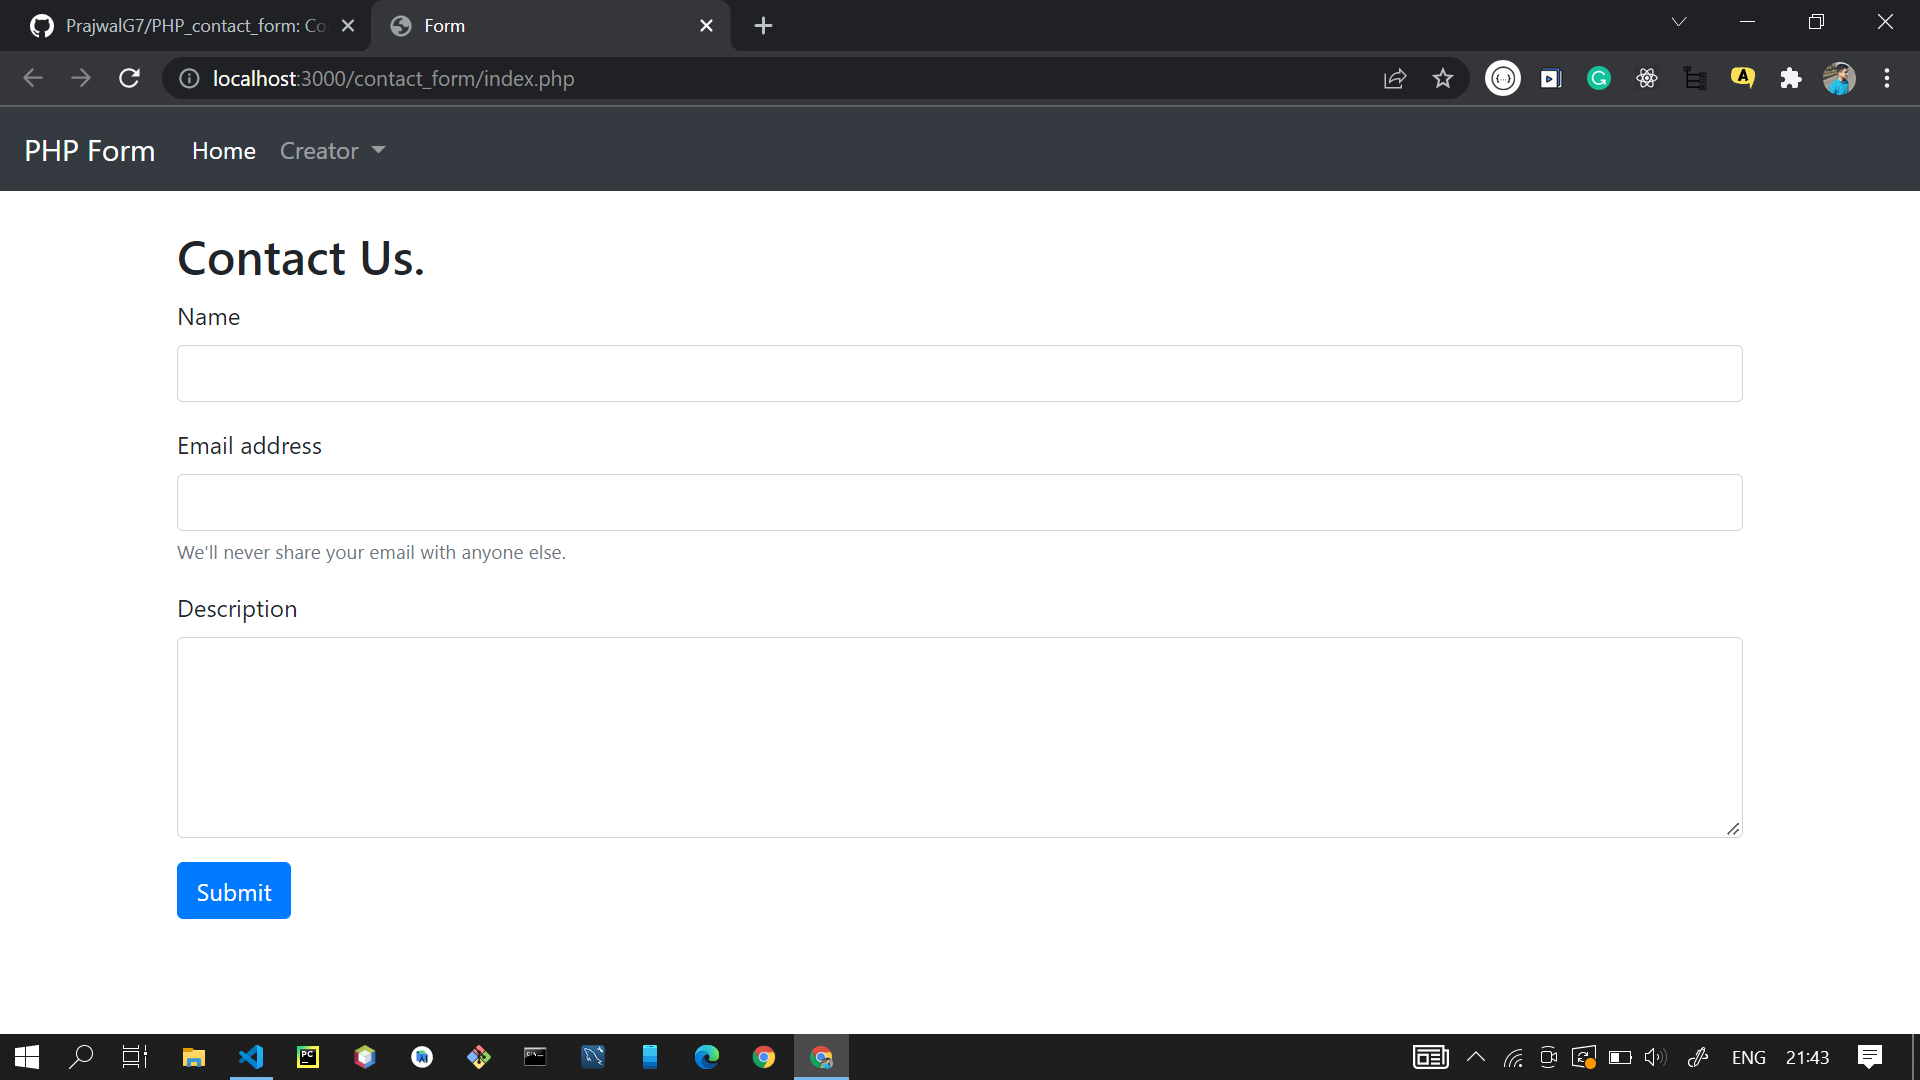 PrajwalG7/PHP_contact_form: Co
Form
localhost:3000/contact_form/index.php
PHP Form
Home
Creator
Contact Us.
Name
Email address
We'll never share your email with anyone else.
Description
Submit
ENG
21:43